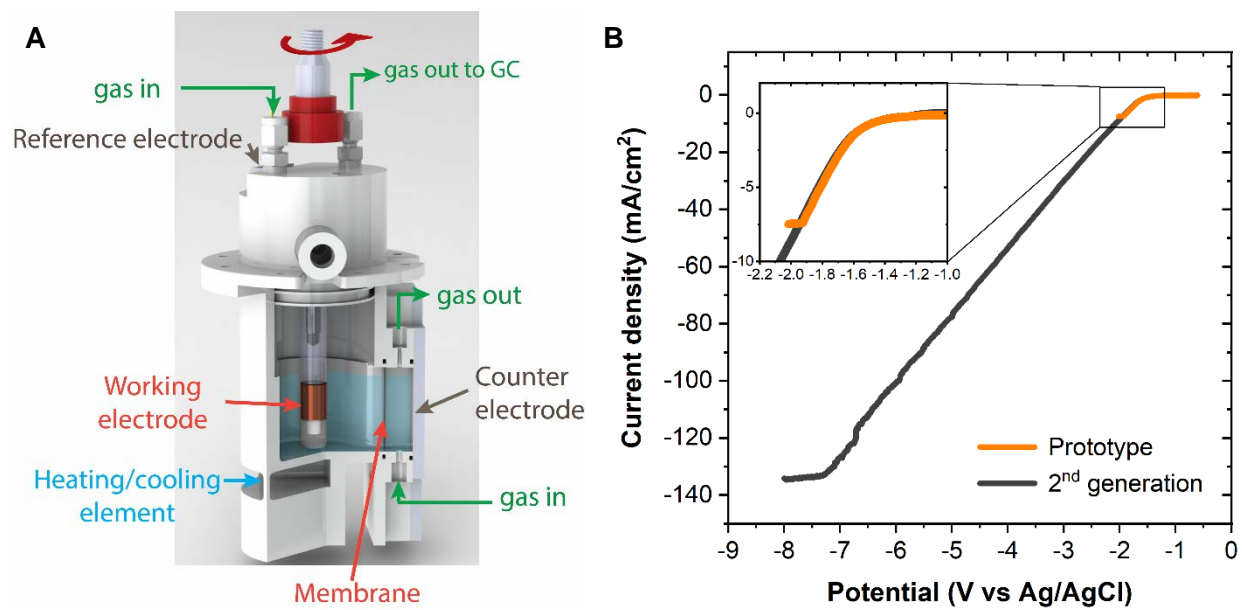 A
gas in
gas out to GC
Reference electrode
gas out
Working
electrode
Counter
electrode
Heating/cooling
element
gas in
Membrane
B
Current density (mA/cm²)
0
-20
-40
-60
-80
-100
-120
-140
0
-5
-10
-2.2 -2.0 -1.8 -1.6 -1.4 -1.2 -1.0
Prototype
2nd generation
-9 -8 -7 -6 -5 -4 -3 -2 -1 0
Potential (V vs Ag/AgCl)